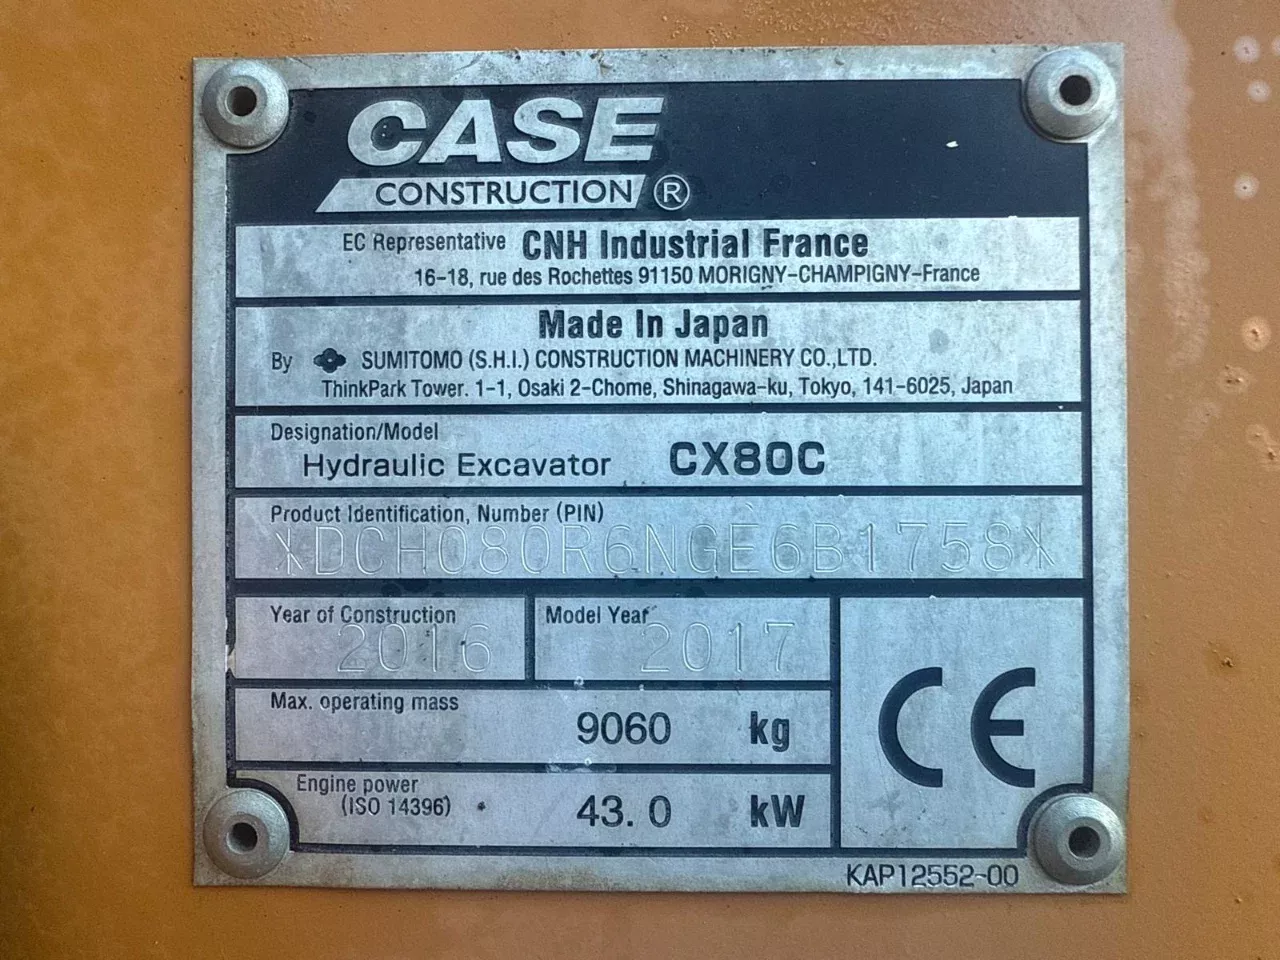 CASE
CONSTRUCTION ®
EC Representative CNH Industrial France
16-18, rue des Rochettes 91150 MORIGNY-CHAMPIGNY-France
Made In Japan
By SUMITOMO (S.H.I.) CONSTRUCTION MACHINERY CO.,LTD.
ThinkPark Tower. 1-1, Osaki 2-Chome, Shinagawa-ku, Tokyo, 141-6025, Japan
Designation/Model
Hydraulic Excavator CX80C
Product Identification, Number (PIN)
*DCH080R6NGE6B1758*
Year of Construction Model Year
2016 2017
Max. operating mass
9060 kg
Engine power
(ISO 14396) 43.0 kW
CE
KAP12552-00